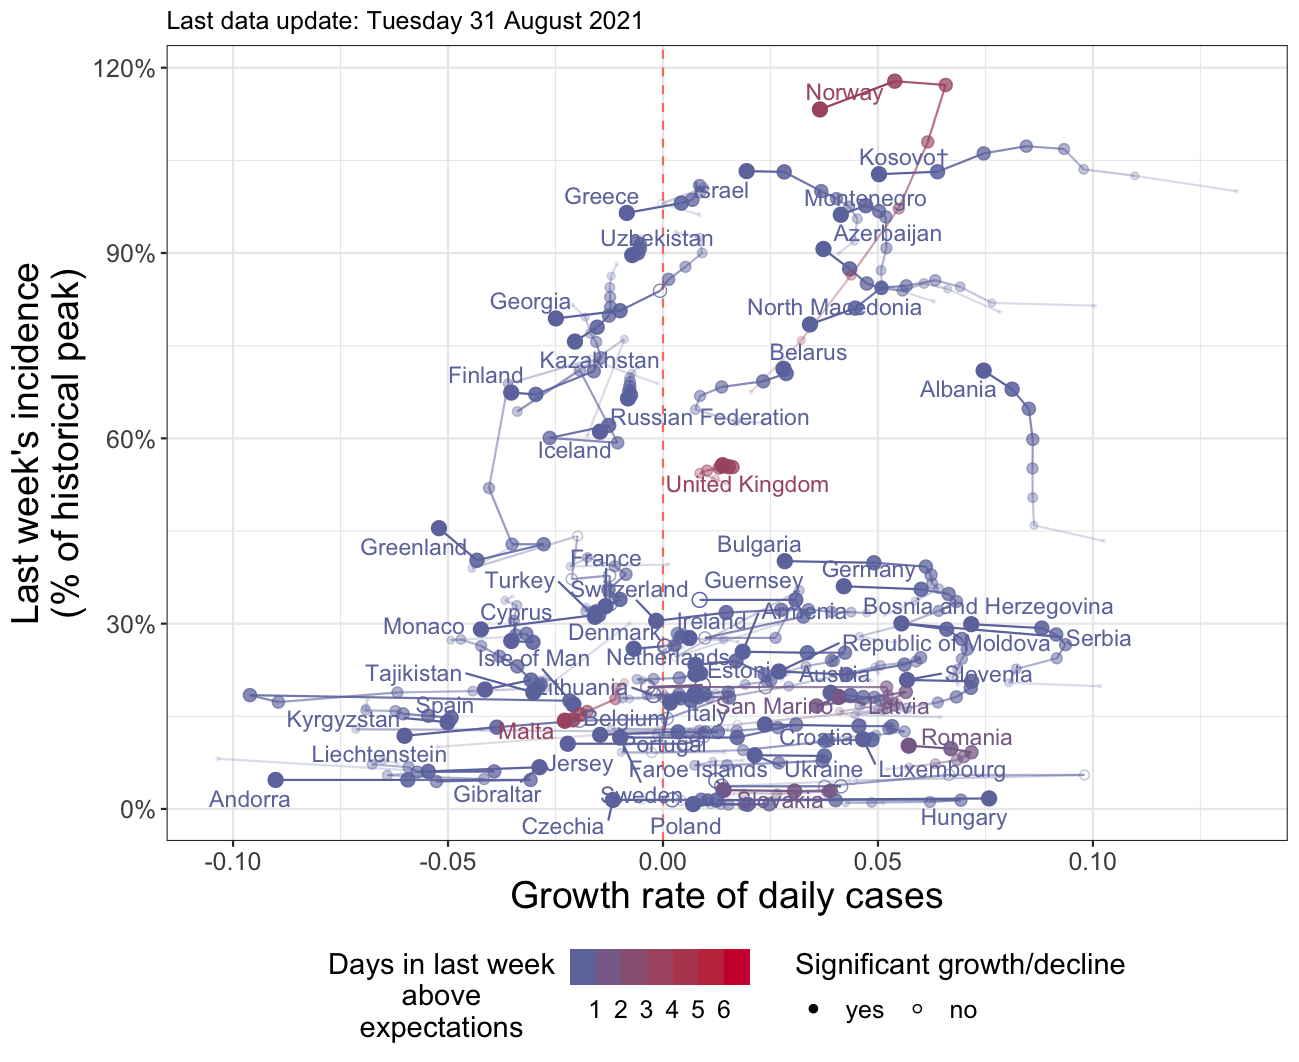 Last data update: Tuesday 31 August 2021
120%
90%
60%
30%
0%
Last week's incidence
(% of historical peak)
Norway
Kosovo†
Israel
Greece
Montenegro
Uzbekistan
Azerbaijan
Georgia
North Macedonia
Kazakhstan
Belarus
Finland
Albania
Russian Federation
Iceland
United Kingdom
Greenland
Bulgaria
France
Germany
Turkey
Switzerland
Guernsey
Cyprus
Armenia
Bosnia and Herzegovina
Monaco
Denmark
Ireland
Republic of Moldova
Serbia
Isle of Man
Netherlands
Tajikistan
Estonia
Austria
Slovenia
Lithuania
Spain
San Marino
Latvia
Kyrgyzstan
Belgium
Italy
Malta
Portugal
Croatia
Romania
Liechtenstein
Jersey
Faroe Islands
Ukraine
Luxembourg
Andorra
Gibraltar
Sweden
Slovakia
Czechia
Poland
Hungary
-0.10
-0.05
0.00
0.05
0.10
Growth rate of daily cases
Days in last week
above
expectations
1 2 3 4 5 6
Significant growth/decline
yes
no